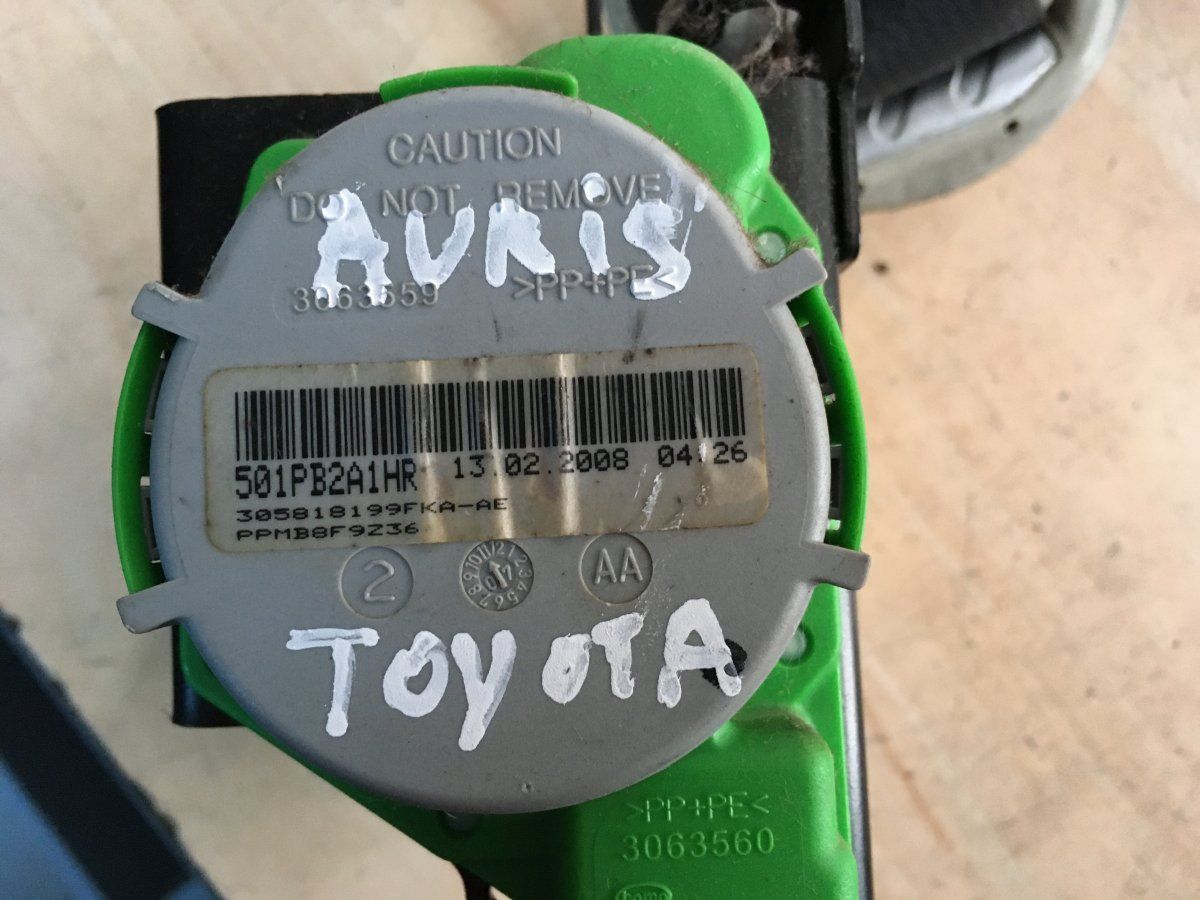 CAUTION
DO NOT REMOVE
AURIS
3063559 >PP+PE<
501PB2A1HR 13.02.2008 04:26
305818199FKA-AE
PPMB8F9Z36
2 AA
TOYOTA
>PP+PE<
3063560